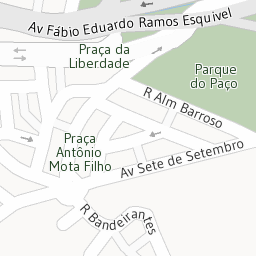 Av Fábio Eduardo Ramos Esquivel
Praça da
Liberdade
Parque
do Paço
R Alm Barroso
Praça
Antônio
Mota Filho
Av Sete de Setembro
R Bandeirantes